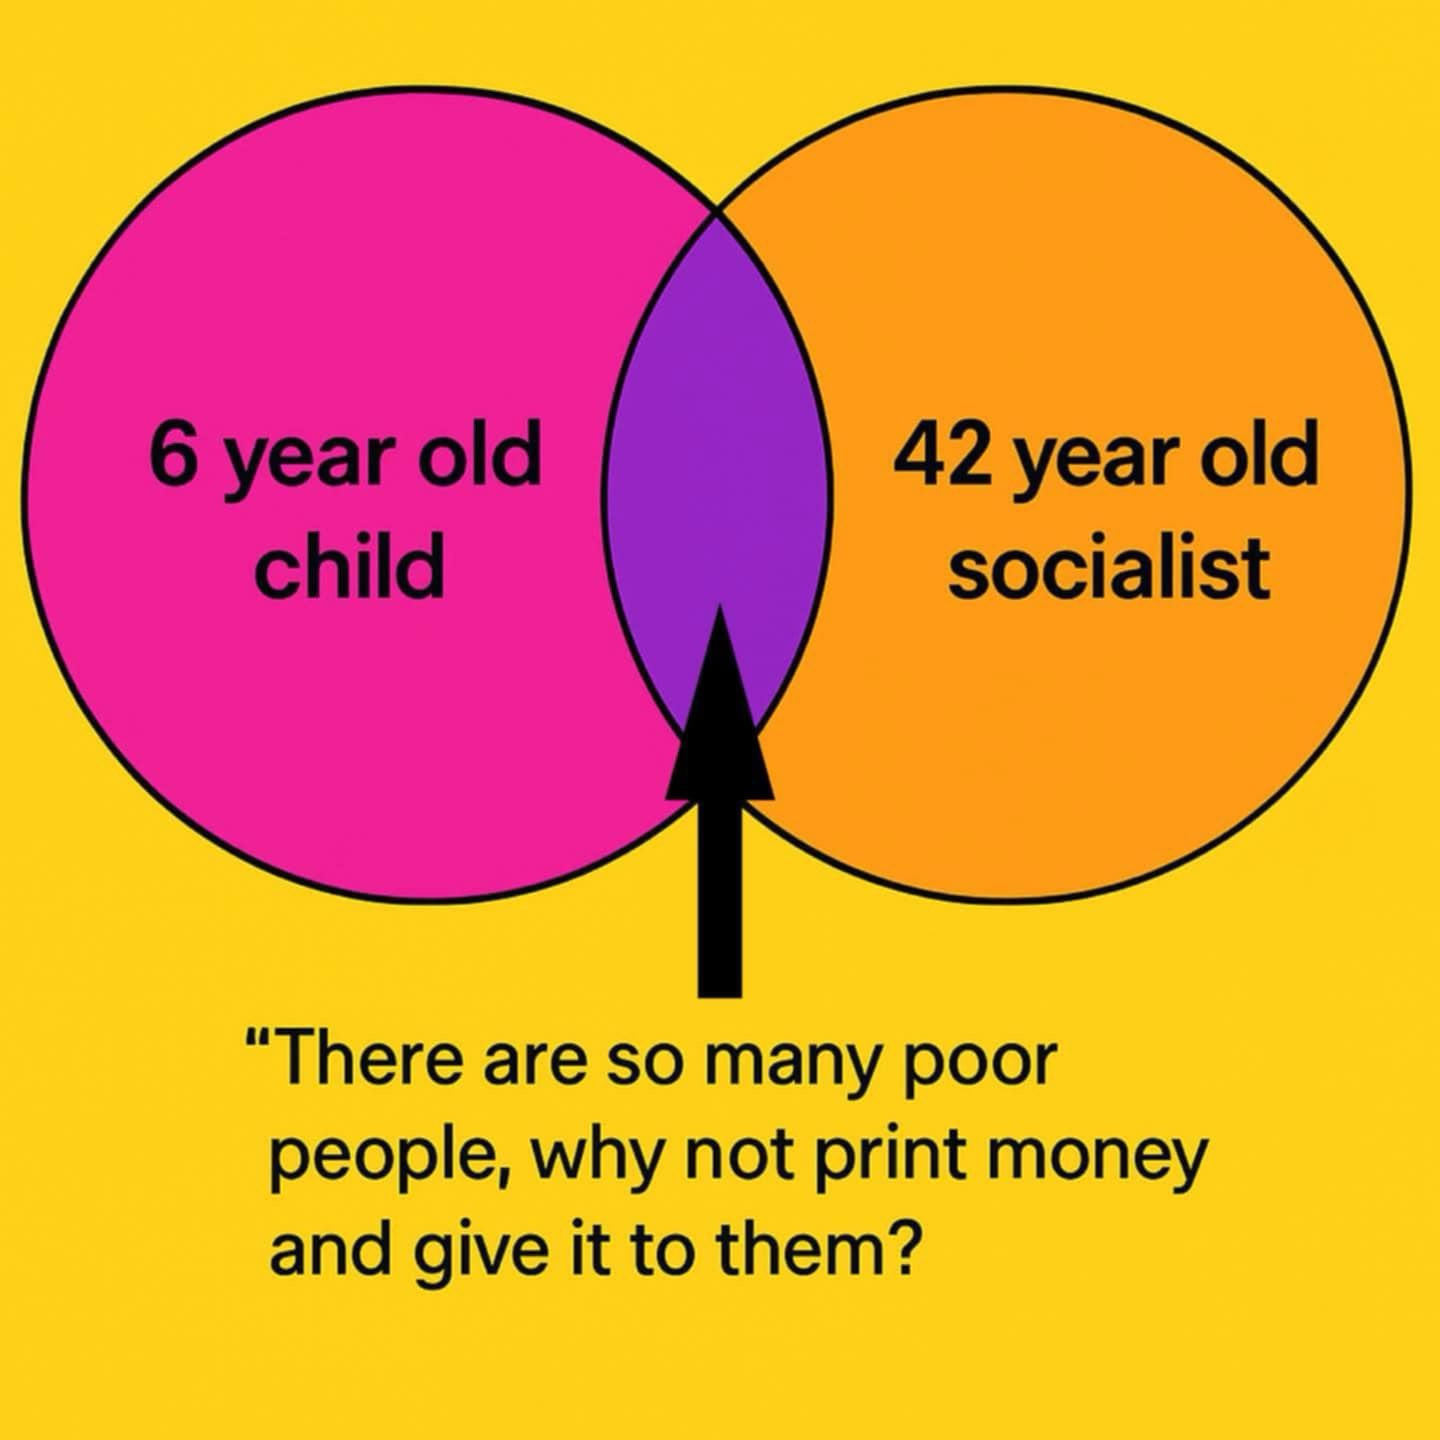 6 year old
child
42 year old
socialist
“There are so many poor
people, why not print money
and give it to them?